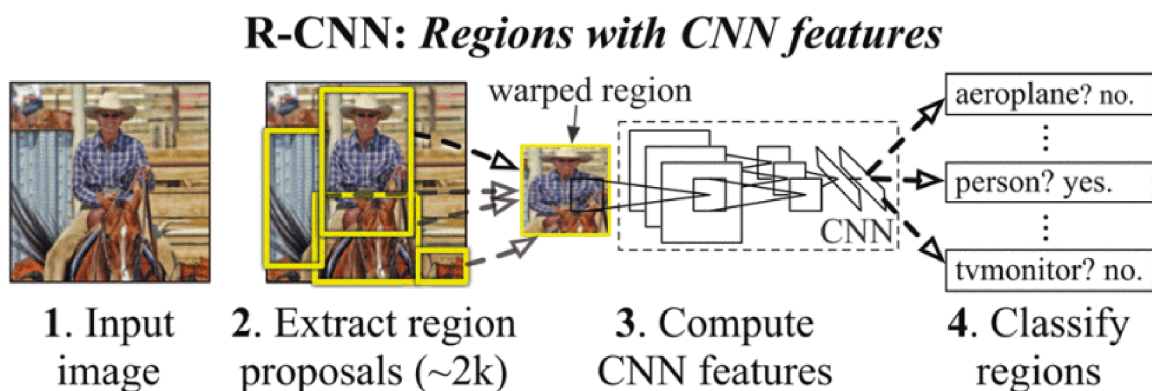 R-CNN: Regions with CNN features
warped region
aeroplane? no.
person? yes.
tvmonitor? no.
CNN
1. Input
image
2. Extract region
proposals (~2k)
3. Compute
CNN features
4. Classify
regions